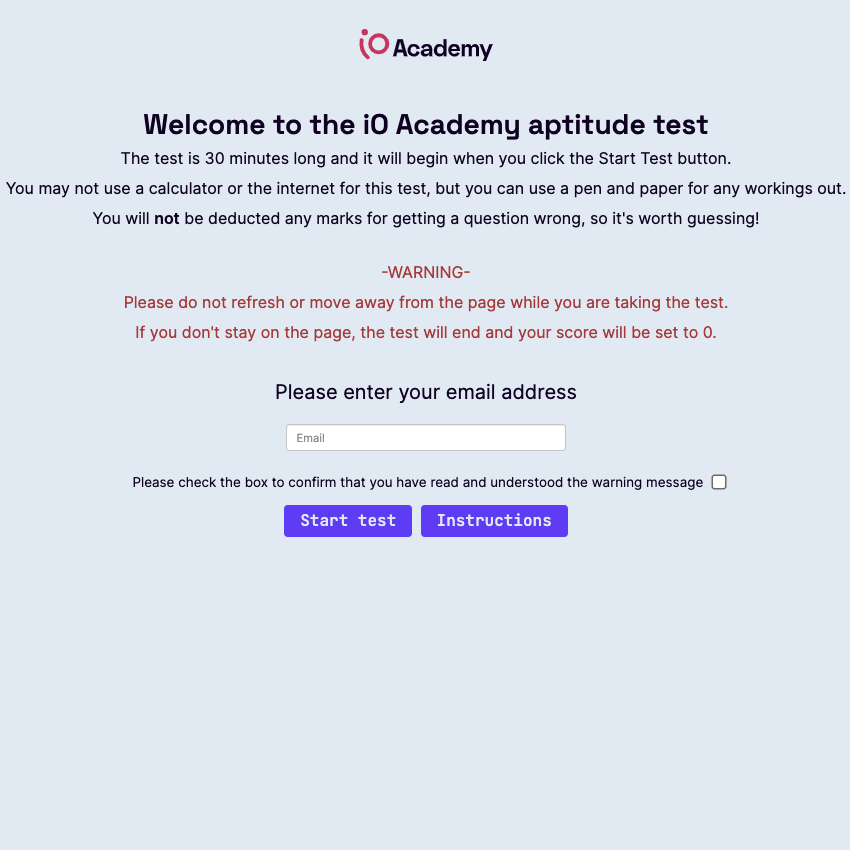 iO Academy
Welcome to the iO Academy aptitude test
The test is 30 minutes long and it will begin when you click the Start Test button.
You may not use a calculator or the internet for this test, but you can use a pen and paper for any workings out.
You will not be deducted any marks for getting a question wrong, so it's worth guessing!
-WARNING-
Please do not refresh or move away from the page while you are taking the test.
If you don't stay on the page, the test will end and your score will be set to 0.
Please enter your email address
Email
Please check the box to confirm that you have read and understood the warning message
Start test Instructions